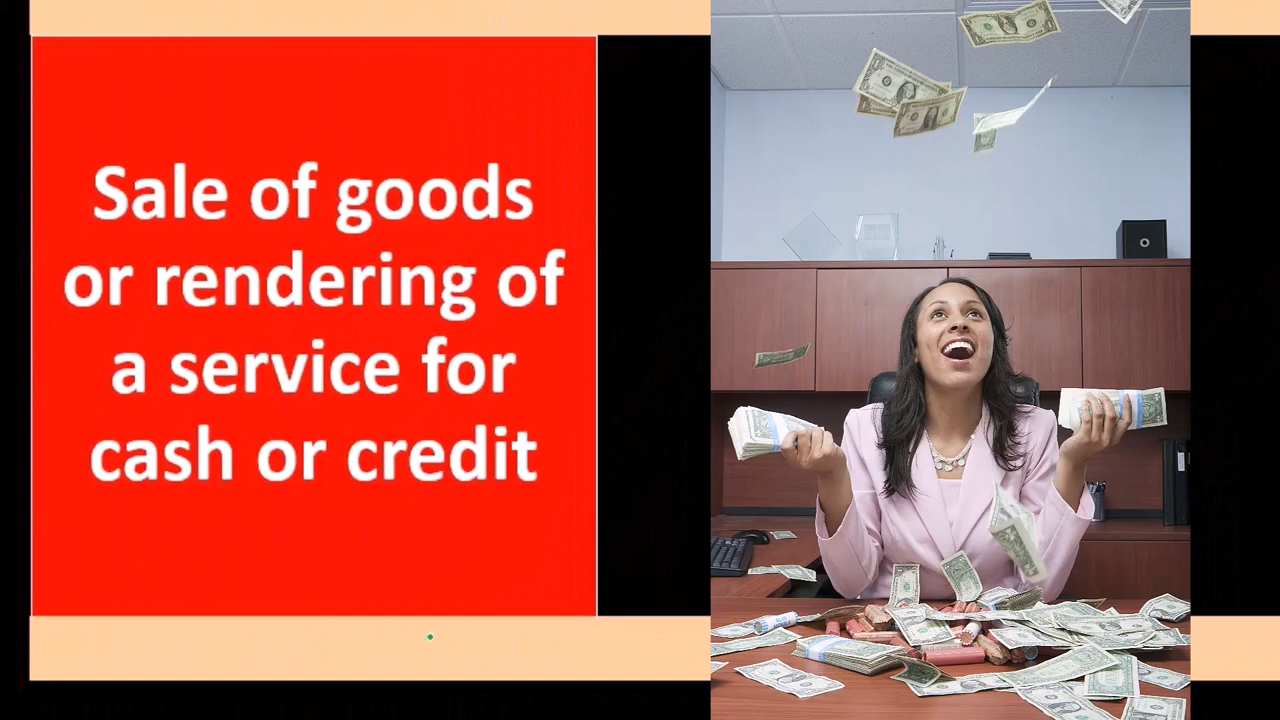 Sale of goods
or rendering of
a service for
cash or credit